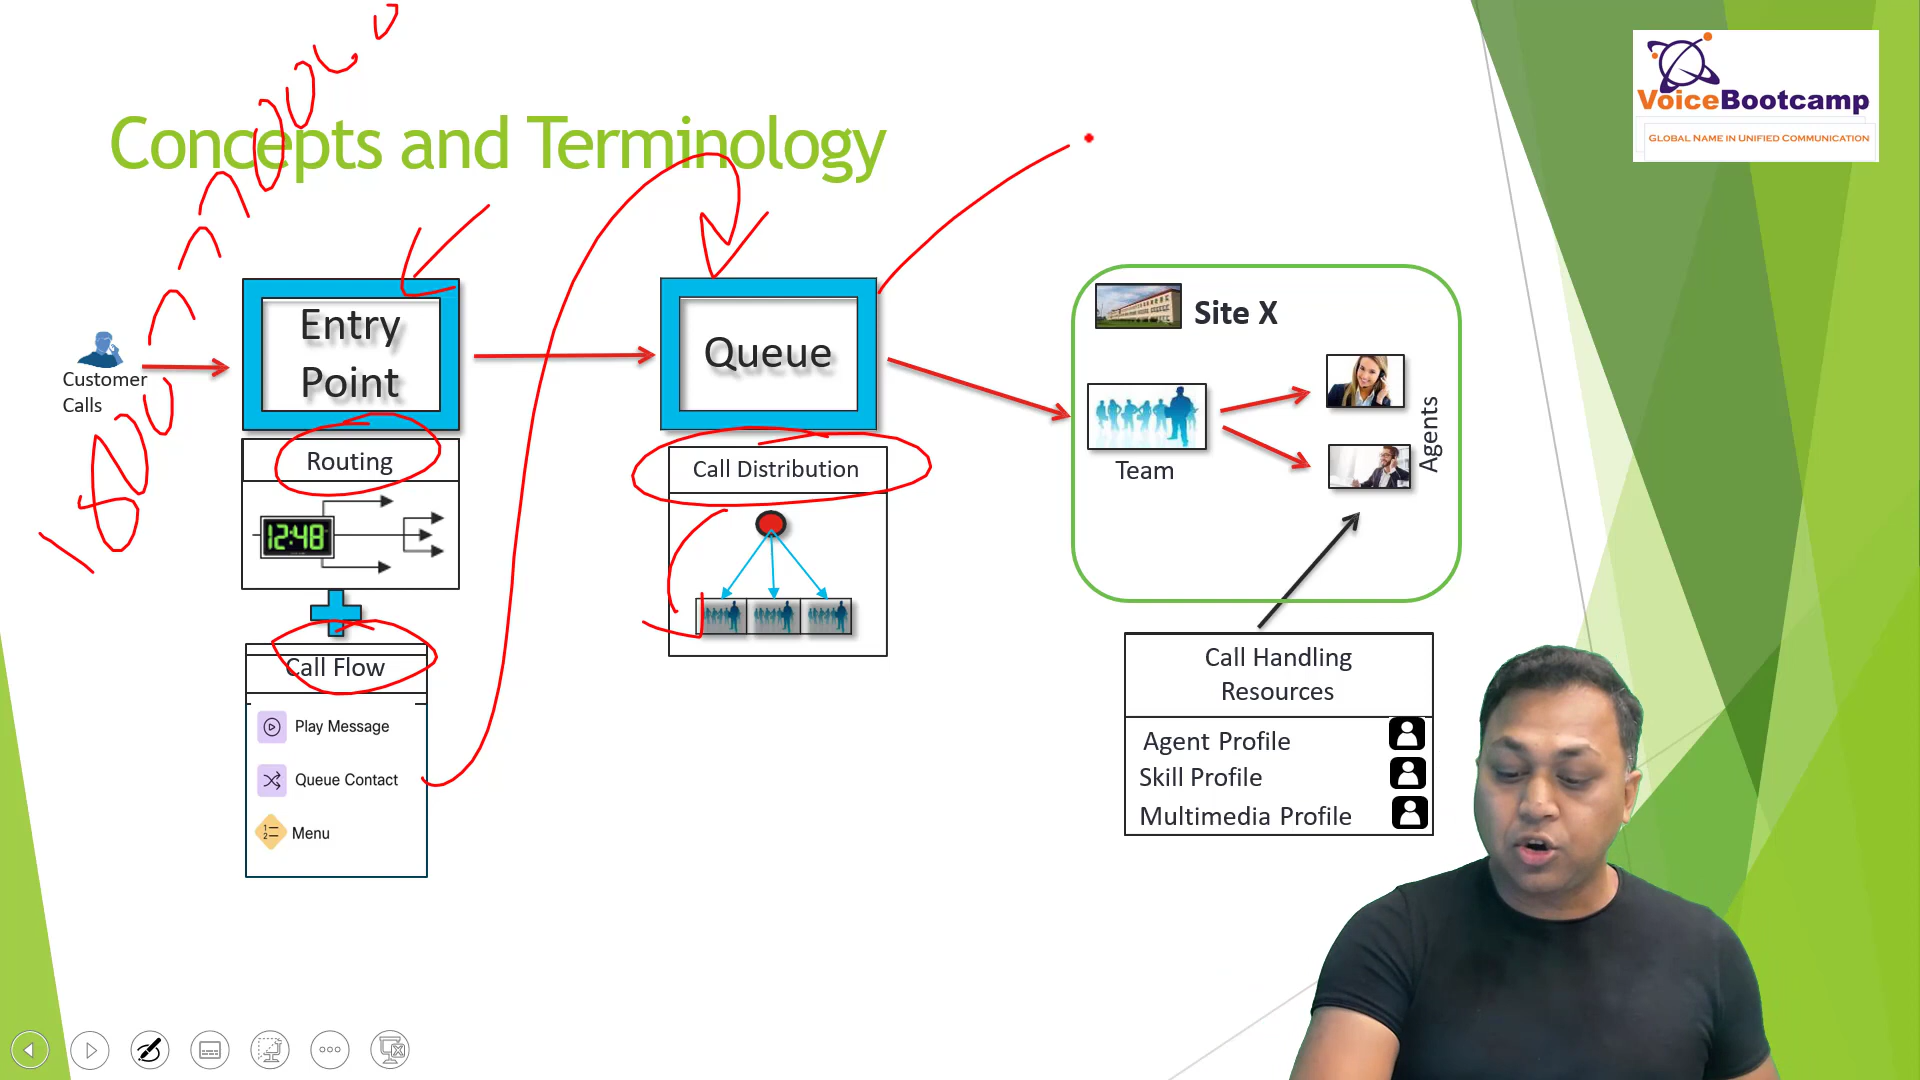 Concepts and Terminology
VoiceBootcamp
GLOBAL NAME IN UNIFIED COMMUNICATION
Customer
Calls
1800
Entry
Point
Routing
12:48
Call Flow
Play Message
Queue Contact
Menu
Queue
Call Distribution
Site X
Team
Agents
Call Handling
Resources
Agent Profile
Skill Profile
Multimedia Profile